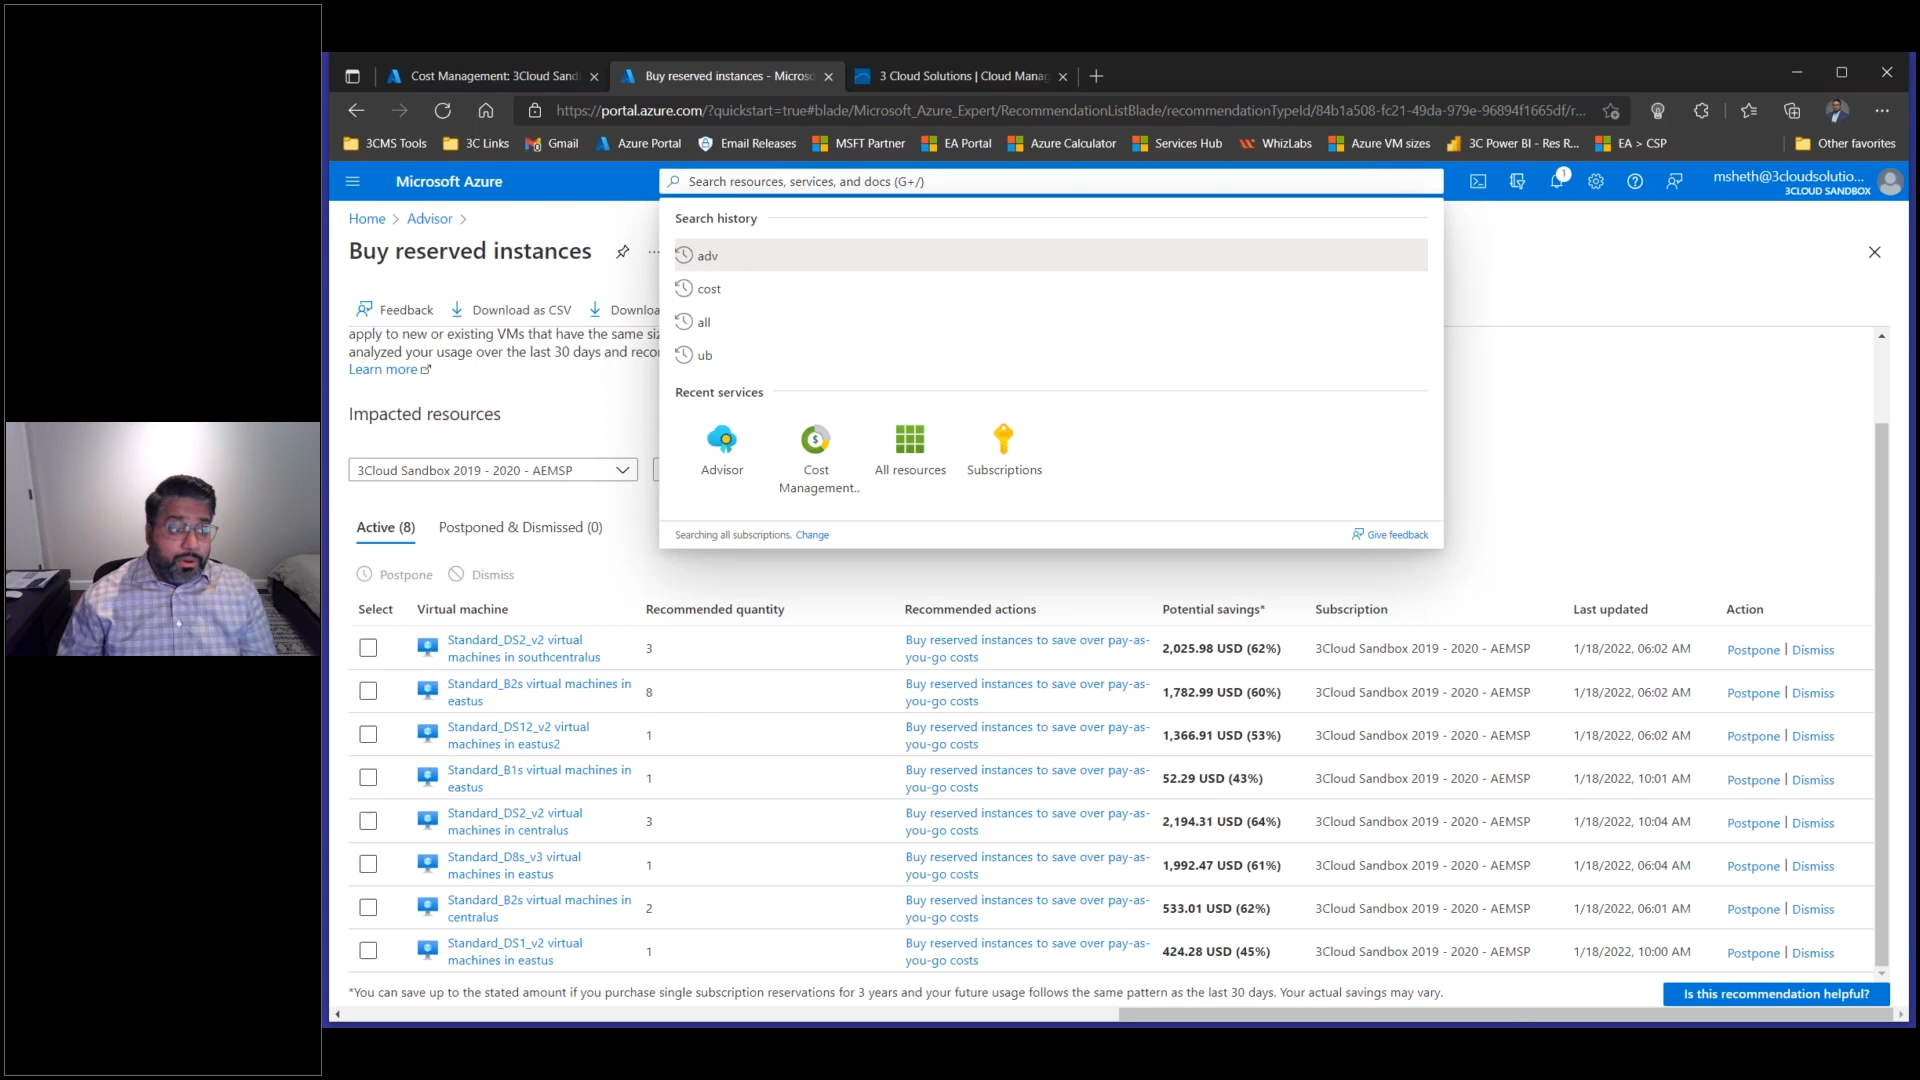 Cost Management: 3Cloud Sand
Buy reserved instances - Microso
3 Cloud Solutions | Cloud Manag
https://portal.azure.com/?quickstart=true#blade/Microsoft_Azure_Expert/RecommendationListBlade/recommendationTypeId/84b1a508-fc21-49da-979e-96894f1665df/r...
3CMS Tools
3C Links
Gmail
Azure Portal
Email Releases
MSFT Partner
EA Portal
Azure Calculator
Services Hub
WhizLabs
Azure VM sizes
3C Power BI - Res R...
EA > CSP
Other favorites
Microsoft Azure
Search resources, services, and docs (G+/)
1
msheth@3cloudsolutio...
3CLOUD SANDBOX
Home > Advisor >
Buy reserved instances
...
Feedback
Download as CSV
Downloa
apply to new or existing VMs that have the same siz
analyzed your usage over the last 30 days and reco
Learn more
Impacted resources
3Cloud Sandbox 2019 - 2020 - AEMSP
Active (8)
Postponed & Dismissed (0)
Postpone
Dismiss
Search history
adv
cost
all
ub
Recent services
Advisor
Cost
Management..
All resources
Subscriptions
Searching all subscriptions. Change
Give feedback
Select Virtual machine Recommended quantity Recommended actions Potential savings* Subscription Last updated Action
Standard_DS2_v2 virtual
machines in southcentralus
3
Buy reserved instances to save over pay-as-
you-go costs
2,025.98 USD (62%)
3Cloud Sandbox 2019 - 2020 - AEMSP
1/18/2022, 06:02 AM
Postpone | Dismiss
Standard_B2s virtual machines in
eastus
8
Buy reserved instances to save over pay-as-
you-go costs
1,782.99 USD (60%)
3Cloud Sandbox 2019 - 2020 - AEMSP
1/18/2022, 06:02 AM
Postpone | Dismiss
Standard_DS12_v2 virtual
machines in eastus2
1
Buy reserved instances to save over pay-as-
you-go costs
1,366.91 USD (53%)
3Cloud Sandbox 2019 - 2020 - AEMSP
1/18/2022, 06:02 AM
Postpone | Dismiss
Standard_B1s virtual machines in
eastus
1
Buy reserved instances to save over pay-as-
you-go costs
52.29 USD (43%)
3Cloud Sandbox 2019 - 2020 - AEMSP
1/18/2022, 10:01 AM
Postpone | Dismiss
Standard_DS2_v2 virtual
machines in centralus
3
Buy reserved instances to save over pay-as-
you-go costs
2,194.31 USD (64%)
3Cloud Sandbox 2019 - 2020 - AEMSP
1/18/2022, 10:04 AM
Postpone | Dismiss
Standard_D8s_v3 virtual
machines in eastus
1
Buy reserved instances to save over pay-as-
you-go costs
1,992.47 USD (61%)
3Cloud Sandbox 2019 - 2020 - AEMSP
1/18/2022, 06:04 AM
Postpone | Dismiss
Standard_B2s virtual machines in
centralus
2
Buy reserved instances to save over pay-as-
you-go costs
533.01 USD (62%)
3Cloud Sandbox 2019 - 2020 - AEMSP
1/18/2022, 06:01 AM
Postpone | Dismiss
Standard_DS1_v2 virtual
machines in eastus
1
Buy reserved instances to save over pay-as-
you-go costs
424.28 USD (45%)
3Cloud Sandbox 2019 - 2020 - AEMSP
1/18/2022, 10:00 AM
Postpone | Dismiss
*You can save up to the stated amount if you purchase single subscription reservations for 3 years and your future usage follows the same pattern as the last 30 days. Your actual savings may vary.
Is this recommendation helpful?